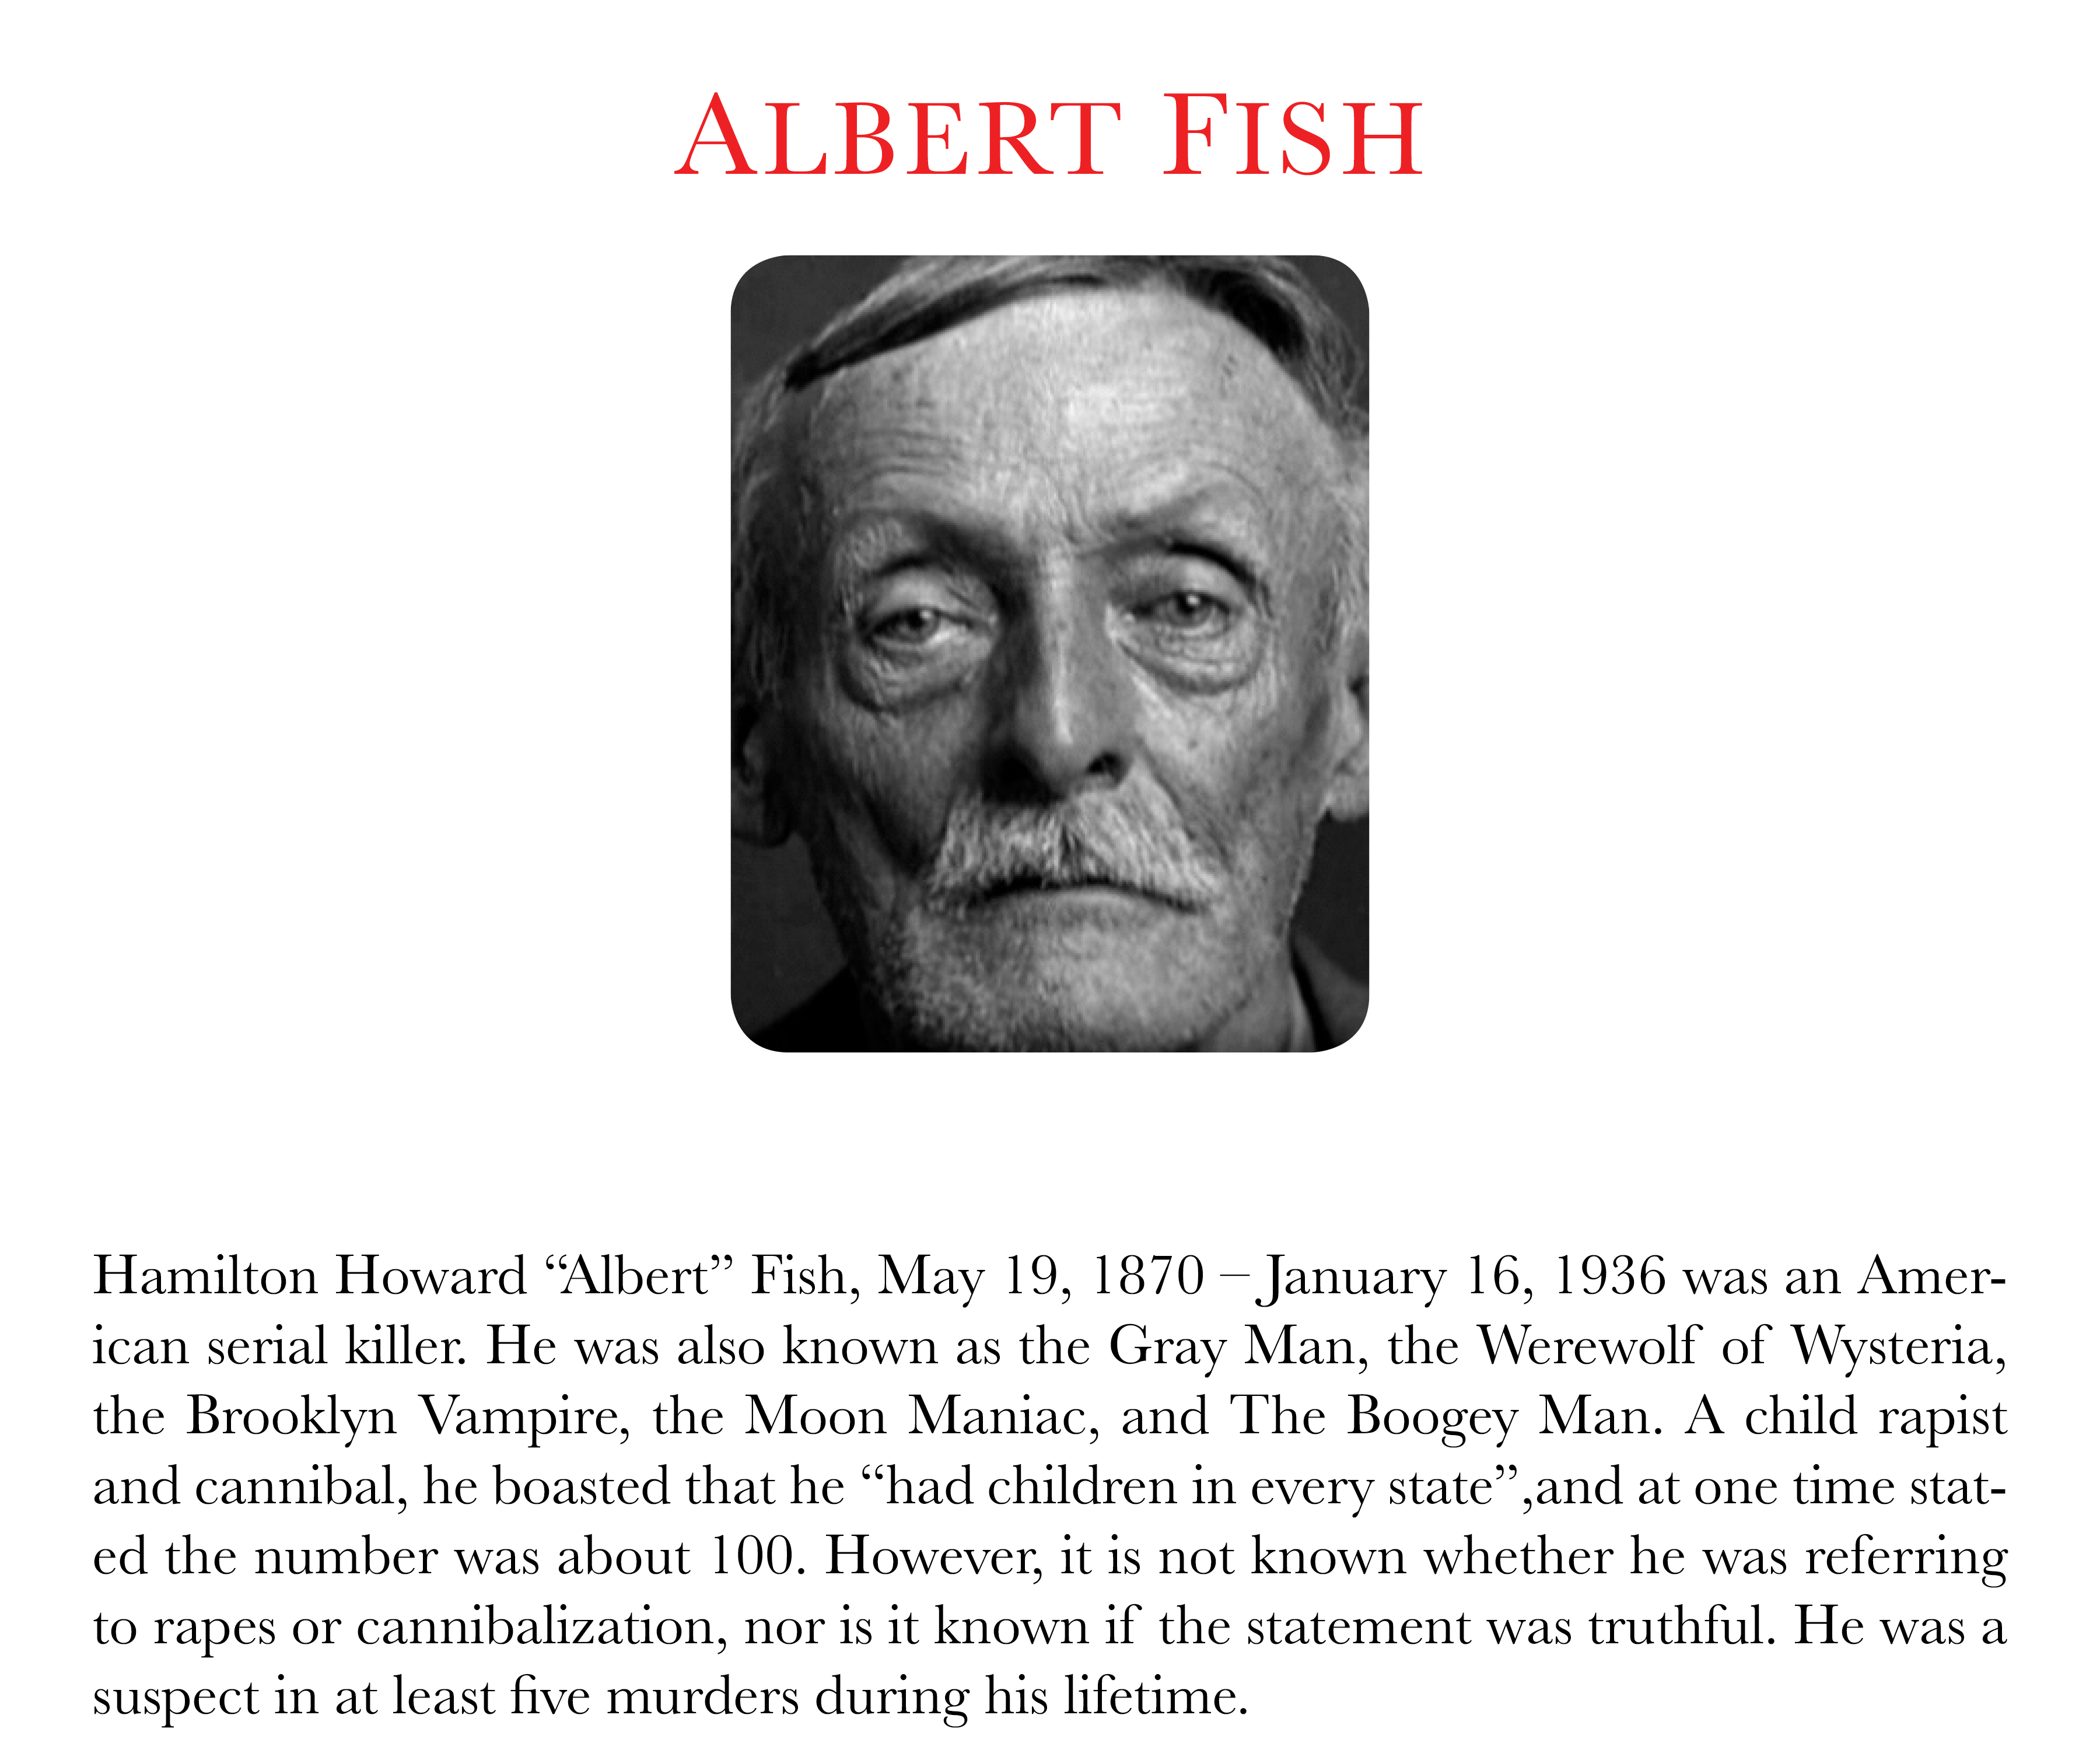 ALBERT FISH
Hamilton Howard “Albert” Fish, May 19, 1870 – January 16, 1936 was an Amer-
ican serial killer. He was also known as the Gray Man, the Werewolf of Wysteria,
the Brooklyn Vampire, the Moon Maniac, and The Boogey Man. A child rapist
and cannibal, he boasted that he “had children in every state”,and at one time stat-
ed the number was about 100. However, it is not known whether he was referring
to rapes or cannibalization, nor is it known if the statement was truthful. He was a
suspect in at least five murders during his lifetime.